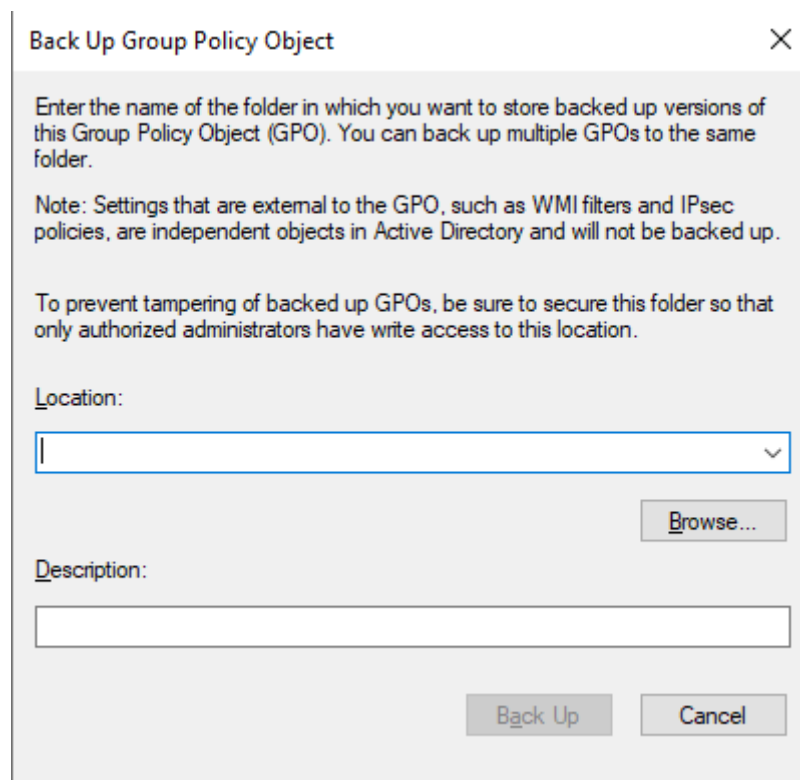 Back Up Group Policy Object
Enter the name of the folder in which you want to store backed up versions of
this Group Policy Object (GPO). You can back up multiple GPOs to the same
folder.
Note: Settings that are external to the GPO, such as WMI filters and IPsec
policies, are independent objects in Active Directory and will not be backed up.
To prevent tampering of backed up GPOs, be sure to secure this folder so that
only authorized administrators have write access to this location.
Location:
Browse...
Description:
Back Up Cancel